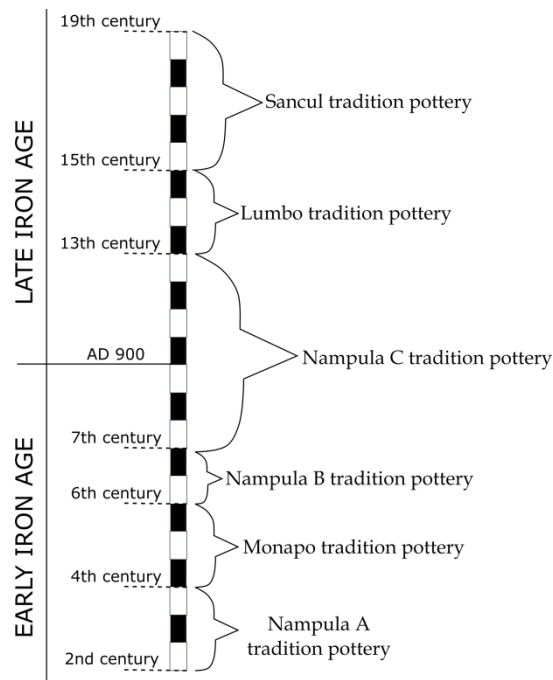 19th century
Sancul tradition pottery
15th century
Lumbo tradition pottery
13th century
LATE IRON AGE
AD 900
Nampula C tradition pottery
7th century
Nampula B tradition pottery
6th century
Monapo tradition pottery
4th century
EARLY IRON AGE
Nampula A
tradition pottery
2nd century